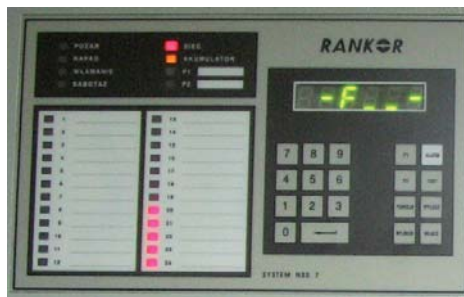 POŻAR
NAPAD
WŁAMANIE
SABOTAŻ
SIEĆ
AKUMULATOR
P1
P2
RANKOR
-F__-
1
2
3
4
5
6
7
8
9
10
11
12
13
14
15
16
17
18
19
20
21
22
23
24
7 8 9
4 5 6
1 2 3
0
SYSTEM NSS 7